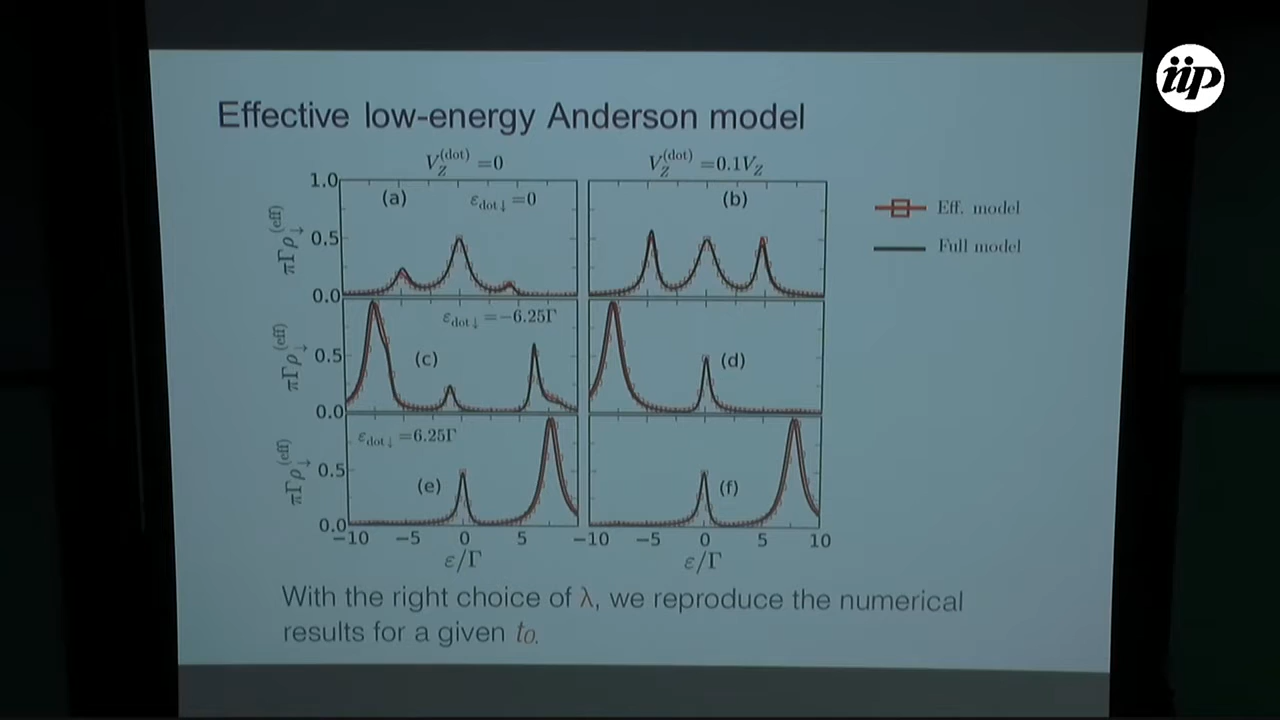 iip
Effective low-energy Anderson model
V_Z^(dot) =0
V_Z^(dot) =0.1V_Z
1.0
0.5
0.0
πΓρ↓^(eff)
(a)
ε_dot↓ =0
(b)
Eff. model
Full model
0.5
0.0
πΓρ↓^(eff)
ε_dot↓ =−6.25Γ
(c)
(d)
0.5
0.0
πΓρ↓^(eff)
ε_dot↓ =6.25Γ
(e)
(f)
−10 −5 0 5 −10 −5 0 5 10
ε/Γ ε/Γ
With the right choice of λ, we reproduce the numerical
results for a given t₀.